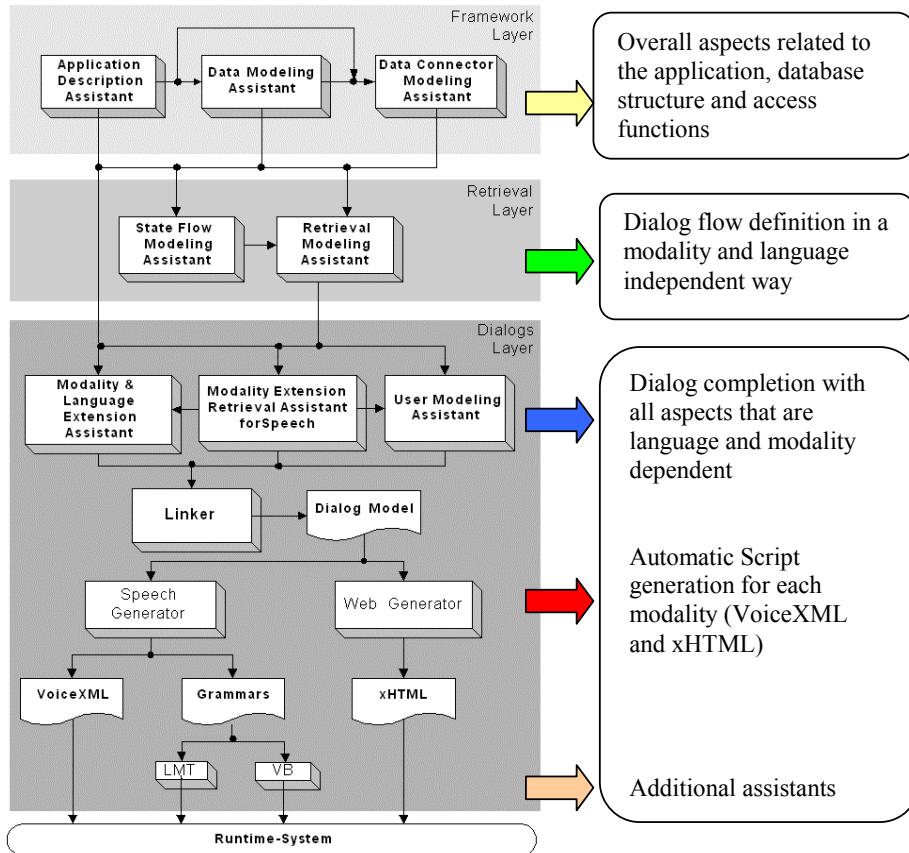 Framework
Layer
Application
Description
Assistant
Data Modeling
Assistant
Data Connector
Modeling
Assistant
Overall aspects related to
the application, database
structure and access
functions
Retrieval
Layer
State Flow
Modeling
Assistant
Retrieval
Modeling
Assistant
Dialog flow definition in a
modality and language
independent way
Dialogs
Layer
Modality &
Language
Extension
Assistant
Modality Extension
Retrieval Assistant
forSpeech
User Modeling
Assistant
Dialog completion with
all aspects that are
language and modality
dependent
Linker
Dialog Model
Speech
Generator
Web Generator
Automatic Script
generation for each
modality (VoiceXML
and xHTML)
VoiceXML
Grammars
xHTML
LMT
VB
Additional assistants
Runtime-System